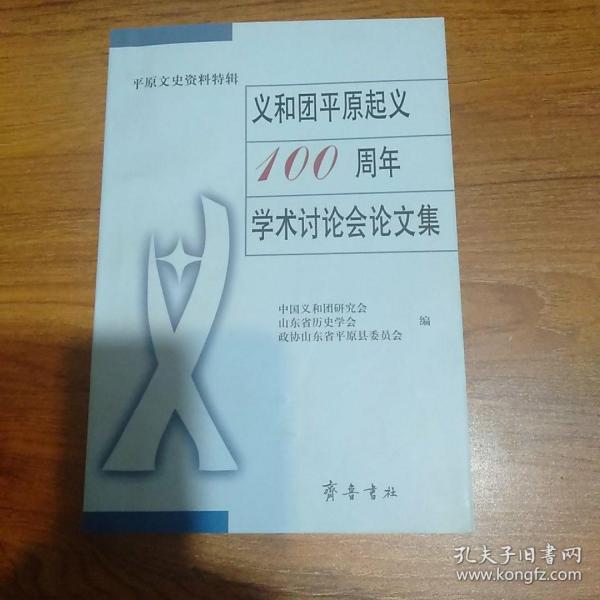 平原文史资料特辑
义和团平原起义
100 周年
学术讨论会论文集
中国义和团研究会
山东省历史学会 编
政协山东省平原县委员会
齊鲁書社
孔夫子旧书网
www.kongfz.com